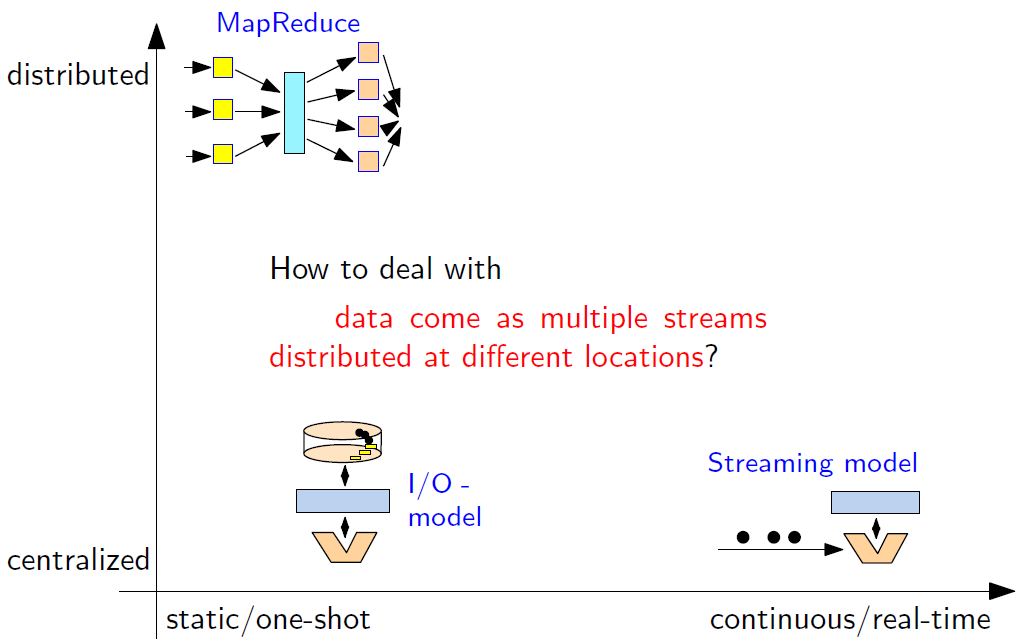 MapReduce
distributed
How to deal with
data come as multiple streams
distributed at different locations?
I/O -
model
Streaming model
centralized
static/one-shot
continuous/real-time